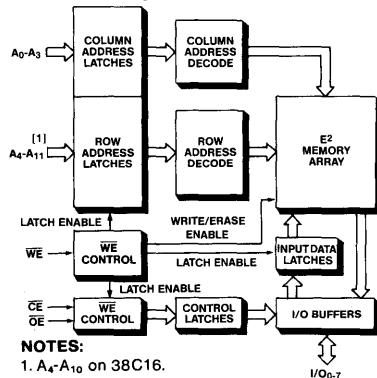 A0-A3
COLUMN
ADDRESS
LATCHES
COLUMN
ADDRESS
DECODE
[1]
A4-A11
ROW
ADDRESS
LATCHES
ROW
ADDRESS
DECODE
E2
MEMORY
ARRAY
LATCH ENABLE
WRITE/ERASE
ENABLE
WE
WE
CONTROL
LATCH ENABLE
INPUT DATA
LATCHES
LATCH ENABLE
CE
OE
WE
CONTROL
CONTROL
LATCHES
I/O BUFFERS
NOTES:
1. A4-A10 on 38C16.
I/O0-7